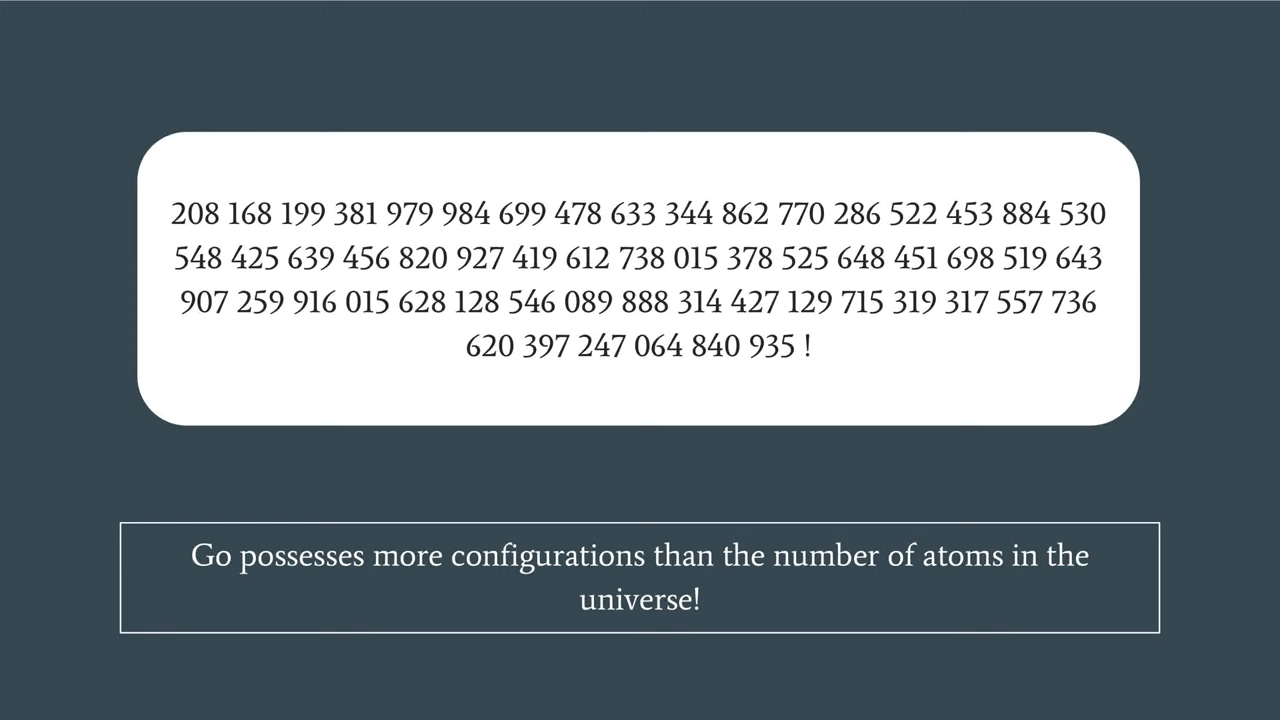 208 168 199 381 979 984 699 478 633 344 862 770 286 522 453 884 530
548 425 639 456 820 927 419 612 738 015 378 525 648 451 698 519 643
907 259 916 015 628 128 546 089 888 314 427 129 715 319 317 557 736
620 397 247 064 840 935 !
Go possesses more configurations than the number of atoms in the
universe!